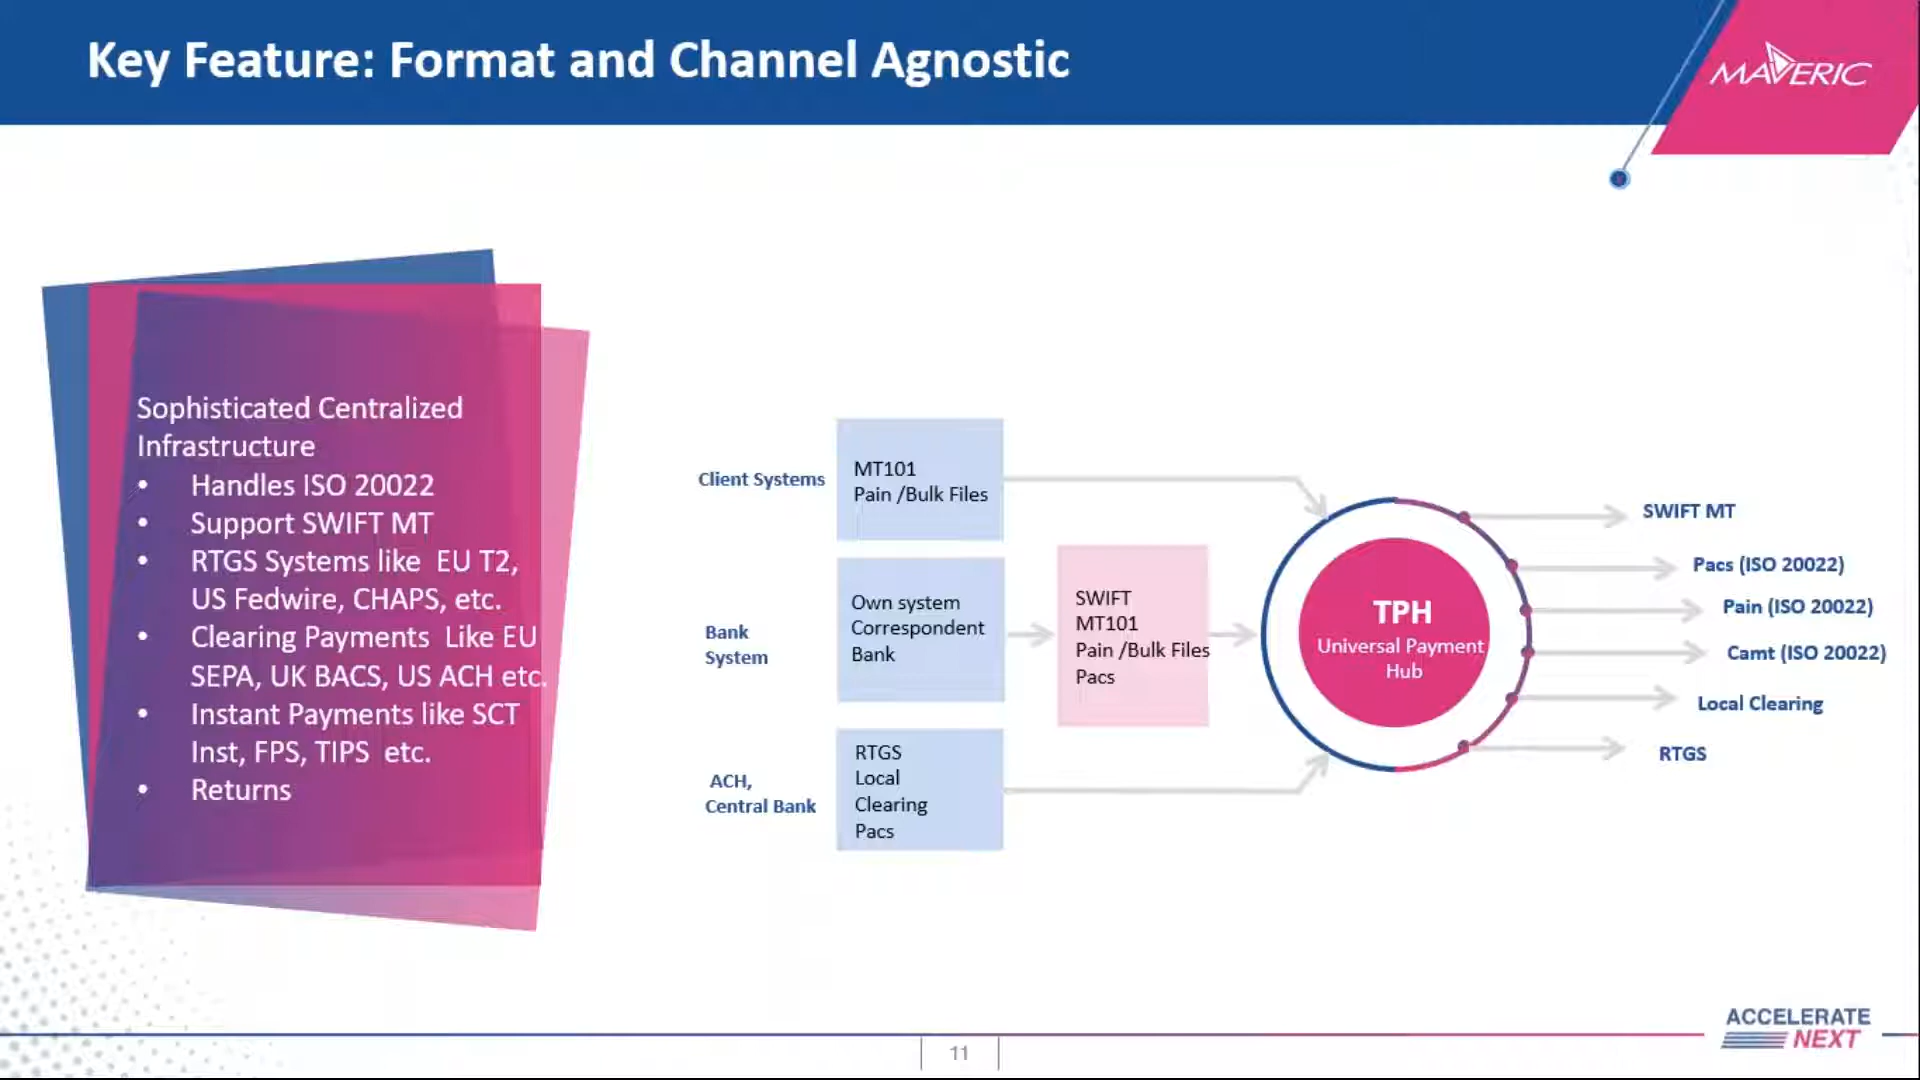 Key Feature: Format and Channel Agnostic
MAVERIC
Sophisticated Centralized
Infrastructure
• Handles ISO 20022
• Support SWIFT MT
• RTGS Systems like EU T2,
US Fedwire, CHAPS, etc.
• Clearing Payments Like EU
SEPA, UK BACS, US ACH etc.
• Instant Payments like SCT
Inst, FPS, TIPS etc.
• Returns
Client Systems
MT101
Pain /Bulk Files
Bank
System
Own system
Correspondent
Bank
SWIFT
MT101
Pain /Bulk Files
Pacs
ACH,
Central Bank
RTGS
Local
Clearing
Pacs
TPH
Universal Payment
Hub
SWIFT MT
Pacs (ISO 20022)
Pain (ISO 20022)
Camt (ISO 20022)
Local Clearing
RTGS
ACCELERATE
NEXT
11